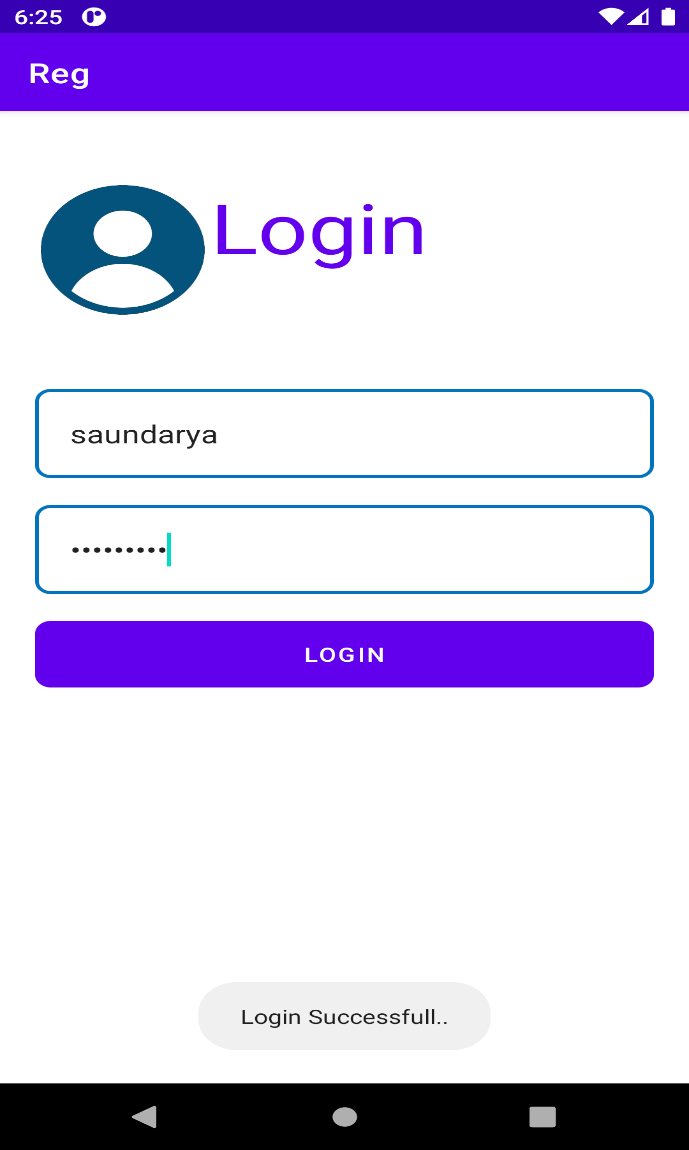 6:25
Reg
Login
saundarya
•••••••••
LOGIN
Login Successfull..